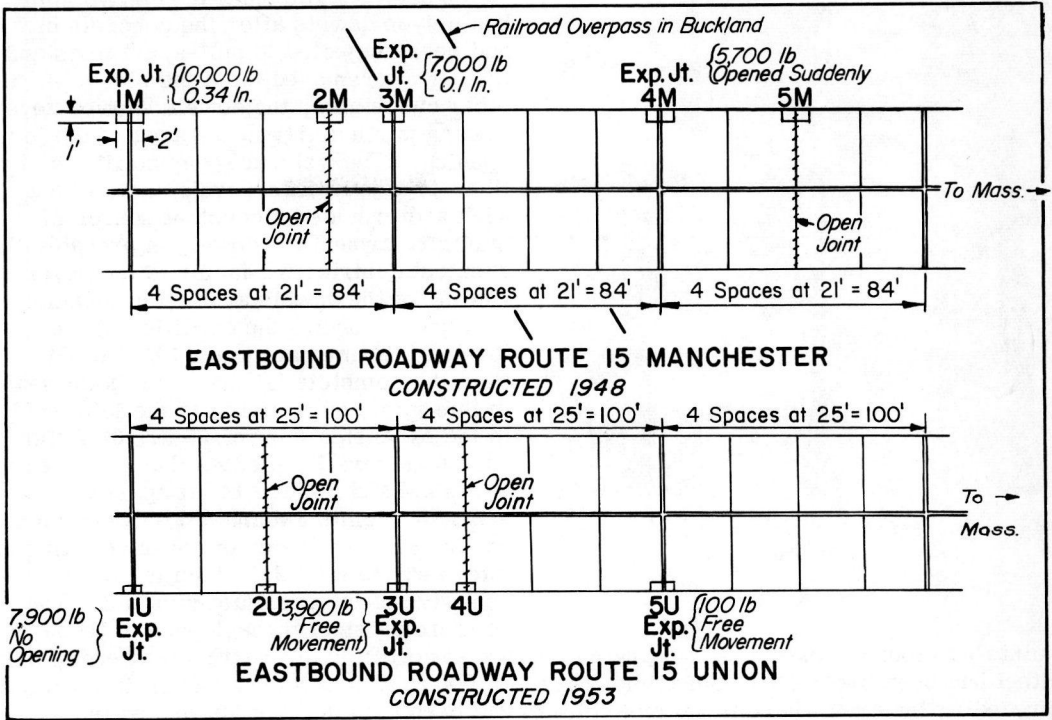 Railroad Overpass in Buckland
Exp. Jt. {10,000 lb
0.34 In.
Exp.
Jt. {7,000 lb
0.1 In.
Exp. Jt. {5,700 lb
Opened Suddenly
1M 2M 3M 4M 5M
1'
2'
Open
Joint
Open
Joint
To Mass.
4 Spaces at 21' = 84' 4 Spaces at 21' = 84' 4 Spaces at 21' = 84'
EASTBOUND ROADWAY ROUTE 15 MANCHESTER
CONSTRUCTED 1948
4 Spaces at 25' = 100' 4 Spaces at 25' = 100' 4 Spaces at 25' = 100'
Open
Joint
Open
Joint
To
Mass.
1U 2U 3U 4U 5U
7,900 lb
No
Opening }
Exp.
Jt.
3,900 lb
Free
Movement }
Exp.
Jt.
Exp.
Jt. {100 lb
Free
Movement
EASTBOUND ROADWAY ROUTE 15 UNION
CONSTRUCTED 1953